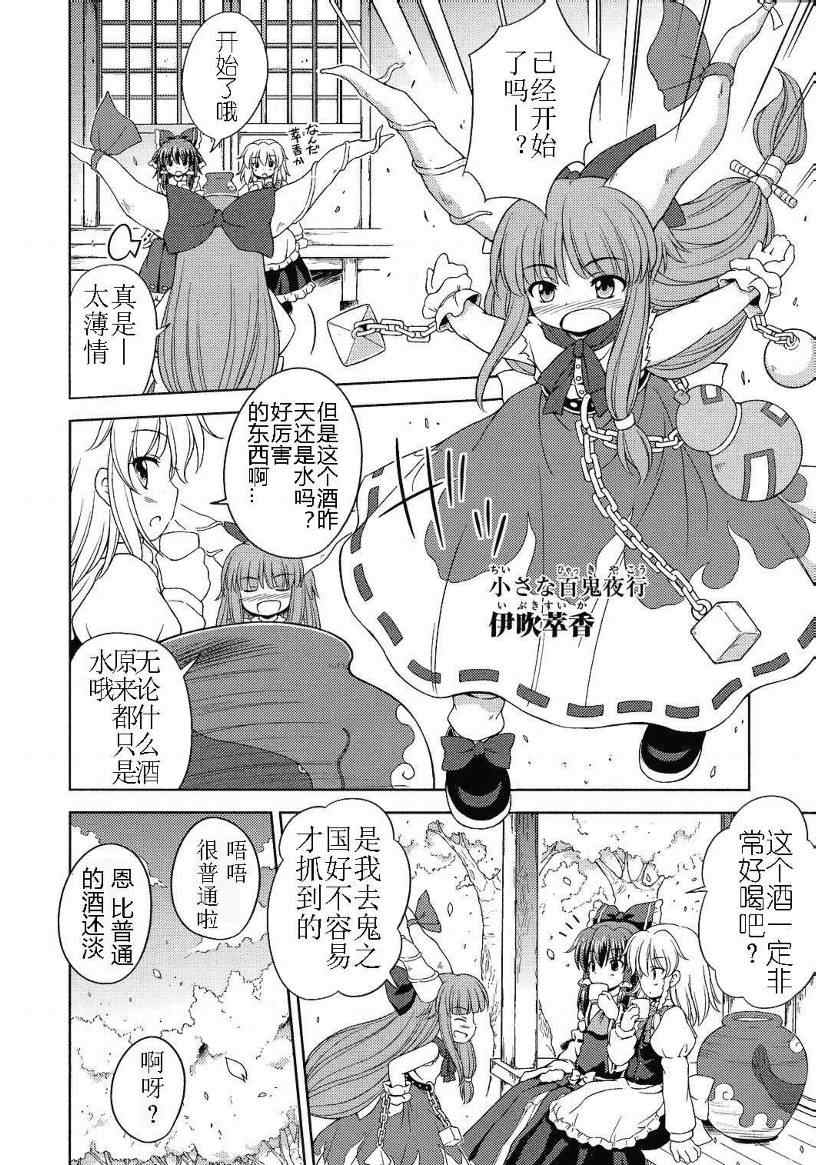 已经开始
了吗ー?
开始了哦
なんだ
萃香か
真是ー
太薄情
ちい ひゃっ き や こう
小さな百鬼夜行
い ぶき すい か
伊吹萃香
但是这个酒昨
天还是水吗?
好厉害
的东西啊…
无论什么酒
原来都只是
水哦
这个酒一定非
常好喝吧?
是我去鬼之
国好不容易
才抓到的
唔唔
很普通啦
恩 比普通
的酒还淡
啊呀?